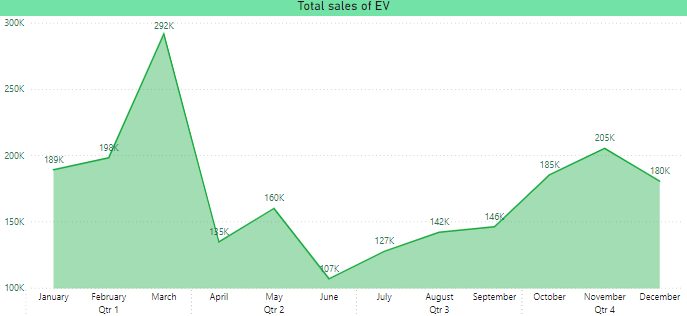 Total sales of EV
300K
292K
250K
205K
200K
198K
189K
185K
180K
160K
150K
146K
142K
135K
127K
107K
100K
January February March April May June July August September October November December
Qtr 1 Qtr 2 Qtr 3 Qtr 4